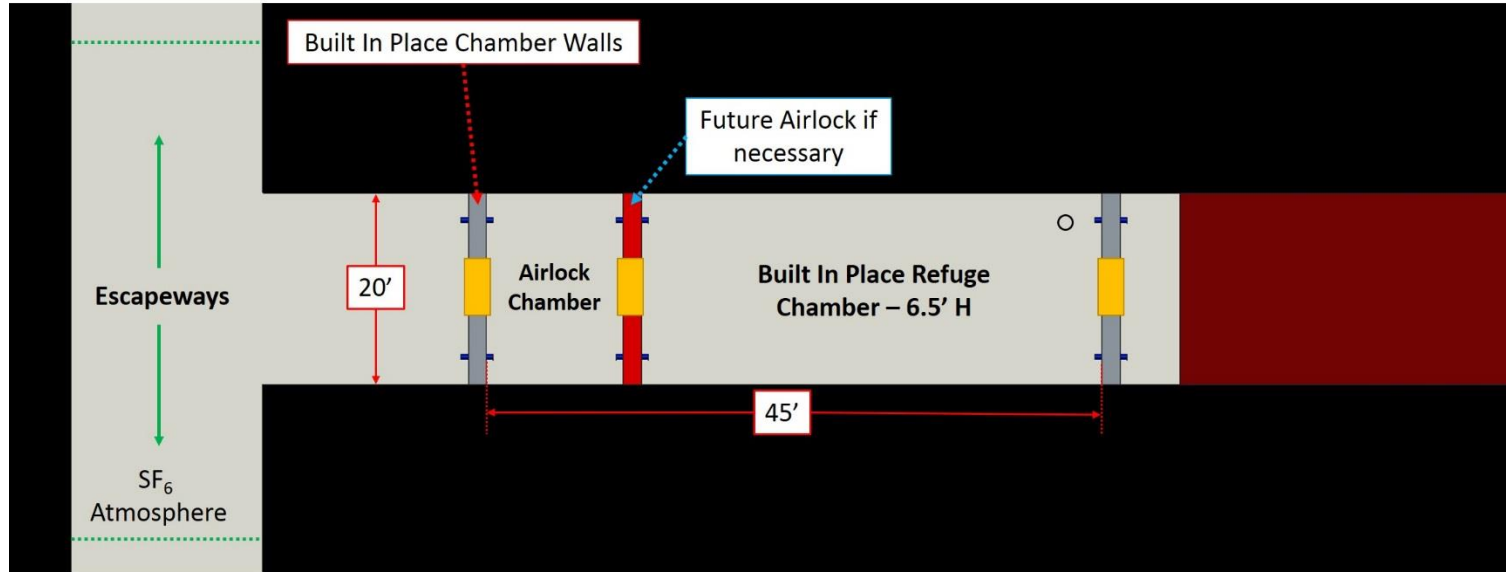 Built In Place Chamber Walls
Future Airlock if
necessary
20’
Airlock
Chamber
Built In Place Refuge
Chamber – 6.5’ H
Escapeways
45’
SF₆
Atmosphere